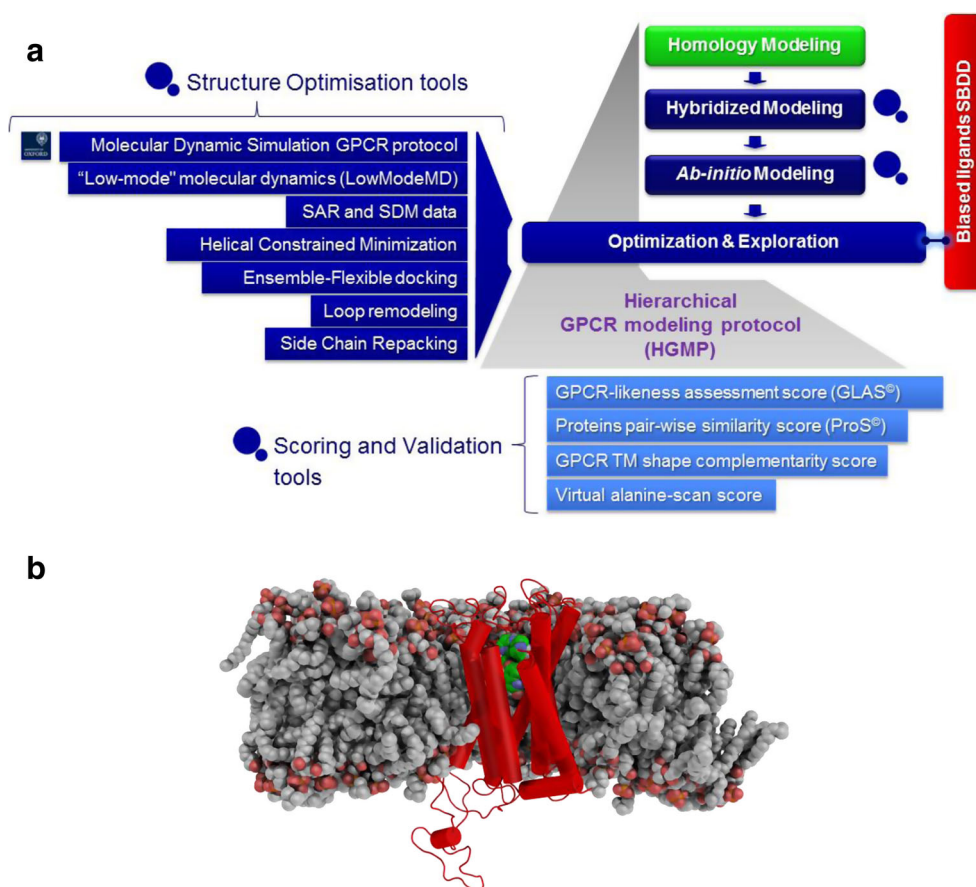 a
Structure Optimisation tools
UNIVERSITY OF
OXFORD
Molecular Dynamic Simulation GPCR protocol
“Low-mode" molecular dynamics (LowModeMD)
SAR and SDM data
Helical Constrained Minimization
Ensemble-Flexible docking
Loop remodeling
Side Chain Repacking
Homology Modeling
Hybridized Modeling
Ab-initio Modeling
Optimization & Exploration
Biased ligands SBDD
Hierarchical
GPCR modeling protocol
(HGMP)
Scoring and Validation
tools
GPCR-likeness assessment score (GLAS©)
Proteins pair-wise similarity score (ProS©)
GPCR TM shape complementarity score
Virtual alanine-scan score
b